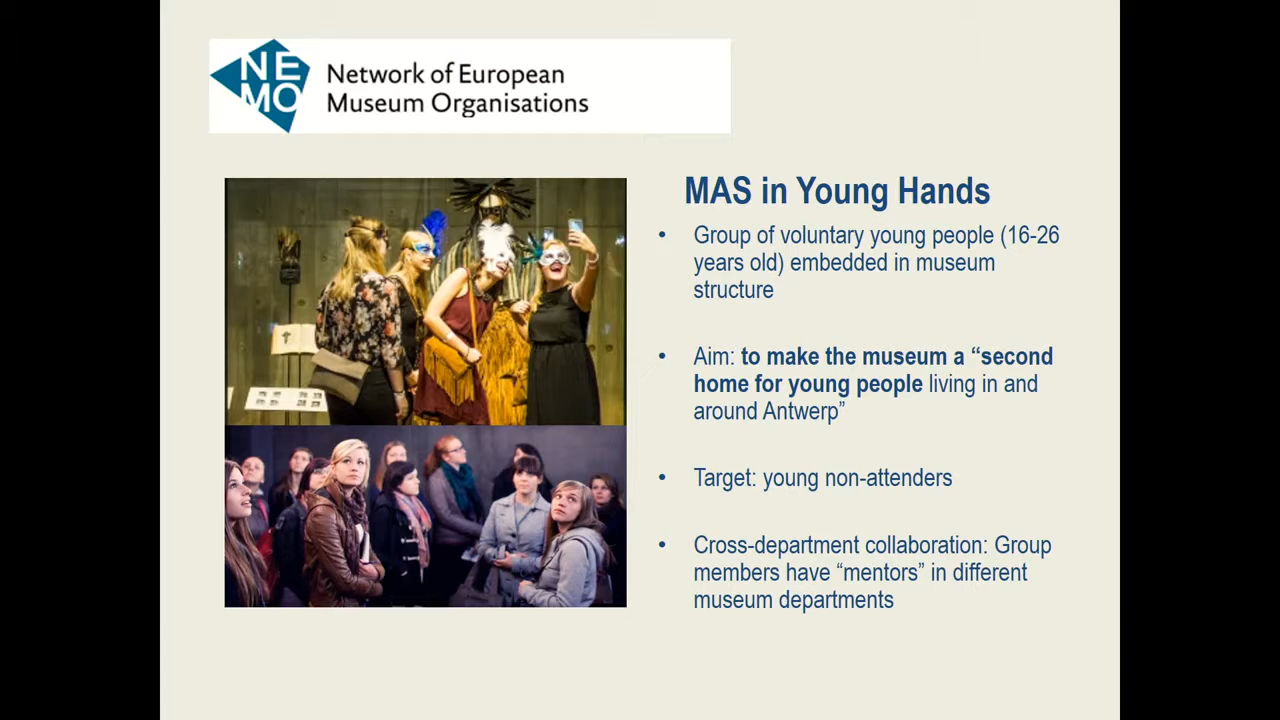 NE
MO
Network of European
Museum Organisations
MAS in Young Hands
• Group of voluntary young people (16-26
years old) embedded in museum
structure
• Aim: to make the museum a “second
home for young people living in and
around Antwerp”
• Target: young non-attenders
• Cross-department collaboration: Group
members have “mentors” in different
museum departments